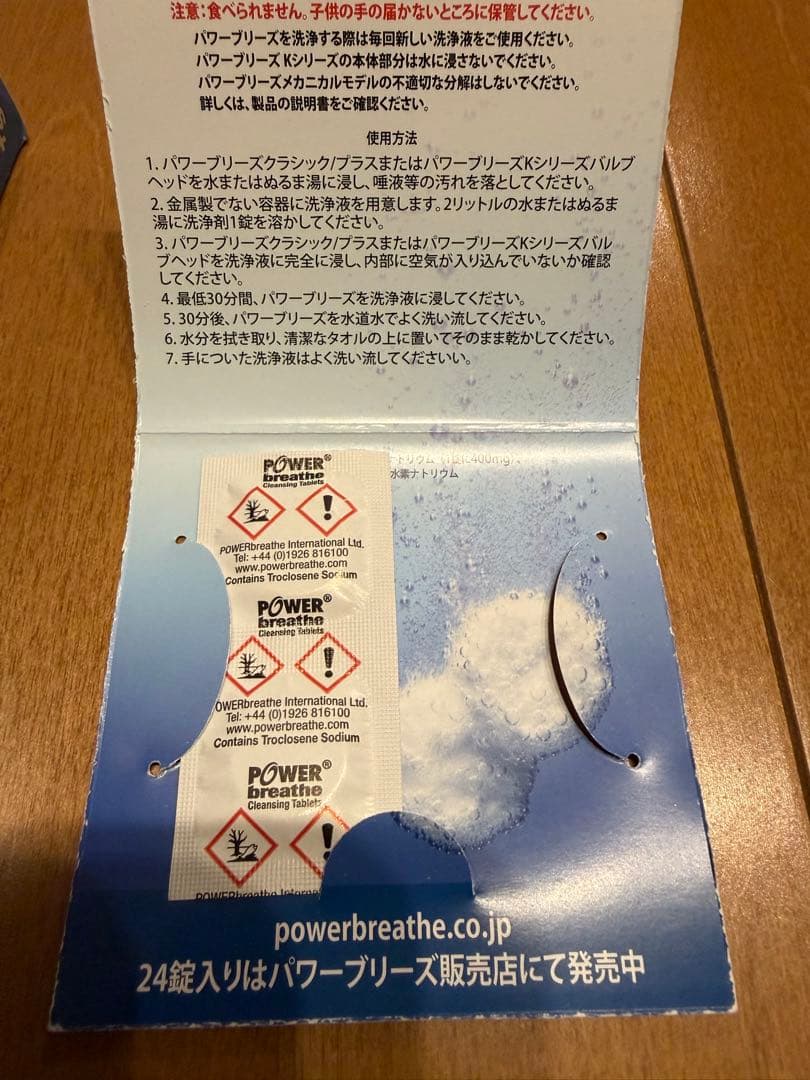 注意：食べられません。子供の手の届かないところに保管してください。
パワーブリーズを洗浄する際は毎回新しい洗浄液をご使用ください。
パワーブリーズ Kシリーズの本体部分は水に浸さないでください。
パワーブリーズメカニカルモデルの不適切な分解はしないでください。
詳しくは、製品の説明書をご確認ください。
使用方法
1. パワーブリーズクラシック/プラスまたはパワーブリーズKシリーズバルブ
ヘッドを水またはぬるま湯に浸し、唾液等の汚れを落としてください。
2. 金属製でない容器に洗浄液を用意します。2リットルの水またはぬるま
湯に洗浄剤1錠を溶かしてください。
3. パワーブリーズクラシック/プラスまたはパワーブリーズKシリーズバル
ブヘッドを洗浄液に完全に浸し、内部に空気が入り込んでいないか確認
してください。
4. 最低30分間、パワーブリーズを洗浄液に浸してください。
5. 30分後、パワーブリーズを水道水でよく洗い流してください。
6. 水分を拭き取り、清潔なタオルの上に置いてそのまま乾かしてください。
7. 手についた洗浄液はよく洗い流してくださいい。
トリウム (1錠に400mg)、
水素ナトリウム
POWER®
breathe
Cleansing Tablets
POWERbreathe International Ltd.
Tel: +44 (0)1926 816100
www.powerbreathe.com
Contains Troclosene Sodium
POWER®
breathe
Cleansing Tablets
OWERbreathe International Ltd.
Tel: +44 (0)1926 816100
www.powerbreathe.com
Contains Troclosene Sodium
POWER®
breathe
Cleansing Tablets
POWERbreathe Internation
powerbreathe.co.jp
24錠入りはパワーブリーズ販売店にて発売中